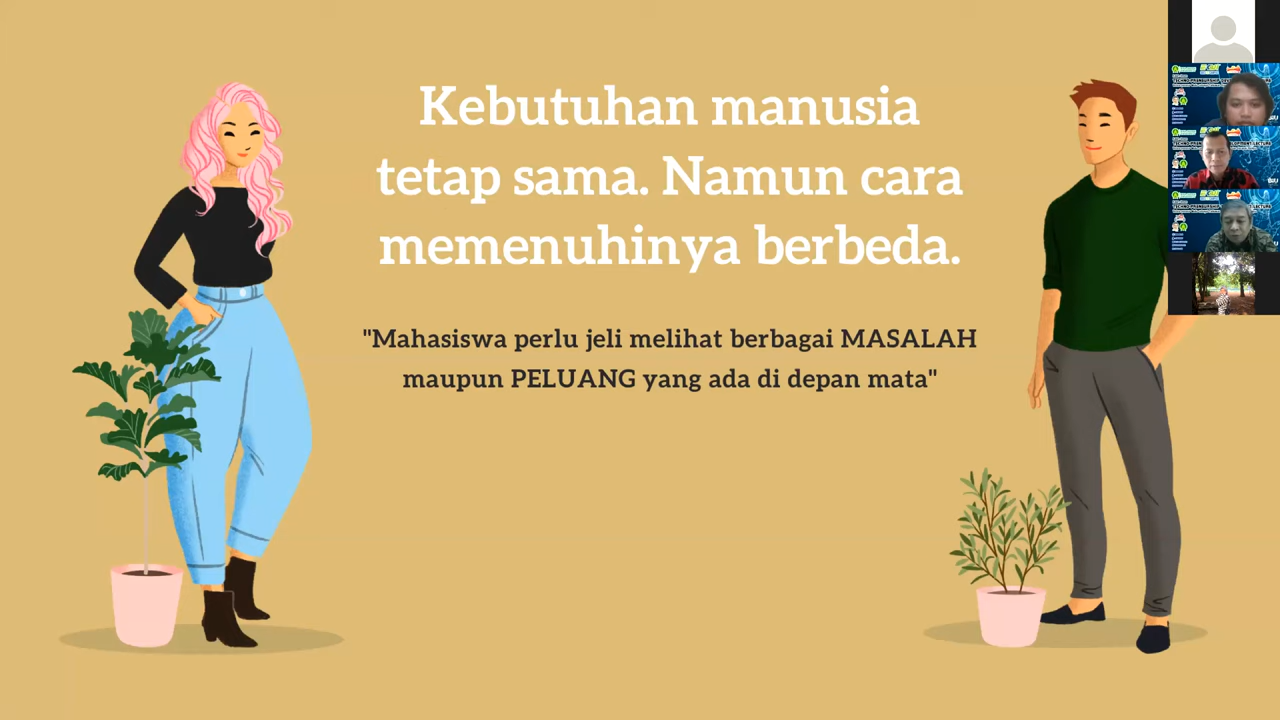 Kebutuhan manusia
tetap sama. Namun cara
memenuhinya berbeda.
"Mahasiswa perlu jeli melihat berbagai MASALAH
maupun PELUANG yang ada di depan mata"